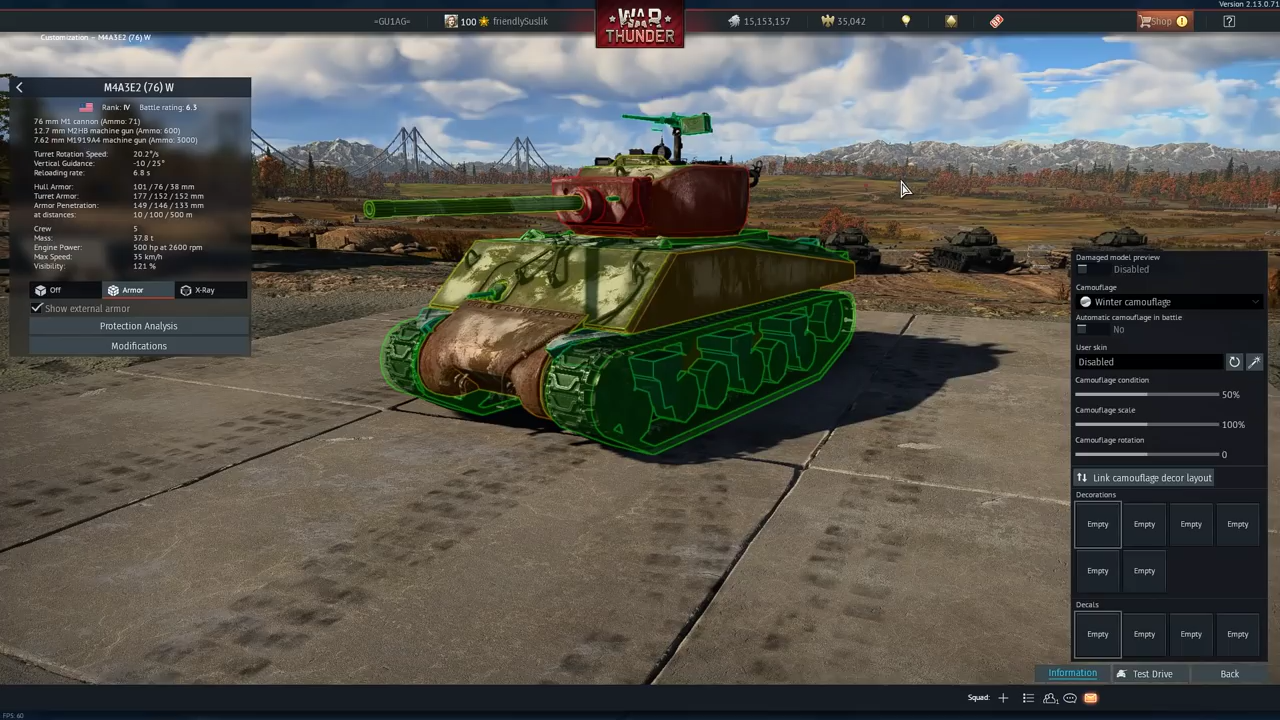 Version 2.13.0.71
=GU1AG=
100 friendlySuslik
WAR THUNDER
15,153,157
35,042
Shop
Customization – M4A3E2 (76) W
M4A3E2 (76) W
Rank: IV Battle rating: 6.3
76 mm M1 cannon (Ammo: 71)
12.7 mm M2HB machine gun (Ammo: 600)
7.62 mm M1919A4 machine gun (Ammo: 3000)
Turret Rotation Speed: 20.2°/s
Vertical Guidance: -10 / 25°
Reloading rate: 6.8 s
Hull Armor: 101 / 76 / 38 mm
Turret Armor: 177 / 152 / 152 mm
Armor Penetration: 149 / 146 / 133 mm
at distances: 10 / 100 / 500 m
Crew 5
Mass: 37.8 t
Engine Power: 500 hp at 2600 rpm
Max Speed: 35 km/h
Visibility: 121 %
Off Armor X-Ray
Show external armor
Protection Analysis
Modifications
Damaged model preview
Disabled
Camouflage
Winter camouflage
Automatic camouflage in battle
No
User skin
Disabled
Camouflage condition
50%
Camouflage scale
100%
Camouflage rotation
0
Link camouflage decor layout
Decorations
Empty Empty Empty Empty
Empty Empty
Decals
Empty Empty Empty Empty
Information Test Drive Back
Squad:
FPS: 60